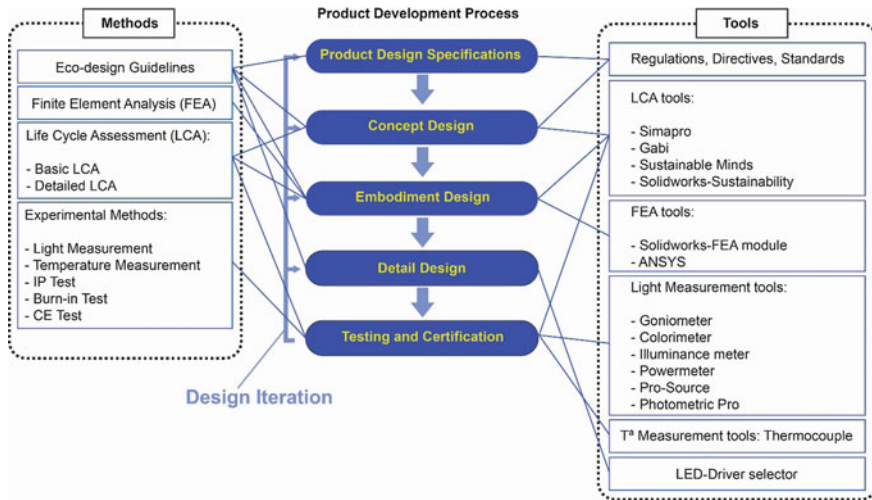 Product Development Process
Methods
Eco-design Guidelines
Finite Element Analysis (FEA)
Life Cycle Assessment (LCA):
- Basic LCA
- Detailed LCA
Experimental Methods:
- Light Measurement
- Temperature Measurement
- IP Test
- Burn-in Test
- CE Test
Product Design Specifications
Concept Design
Embodiment Design
Detail Design
Testing and Certification
Design Iteration
Tools
Regulations, Directives, Standards
LCA tools:
- Simapro
- Gabi
- Sustainable Minds
- Solidworks-Sustainability
FEA tools:
- Solidworks-FEA module
- ANSYS
Light Measurement tools:
- Goniometer
- Colorimeter
- Illuminance meter
- Powermeter
- Pro-Source
- Photometric Pro
Tª Measurement tools: Thermocouple
LED-Driver selector